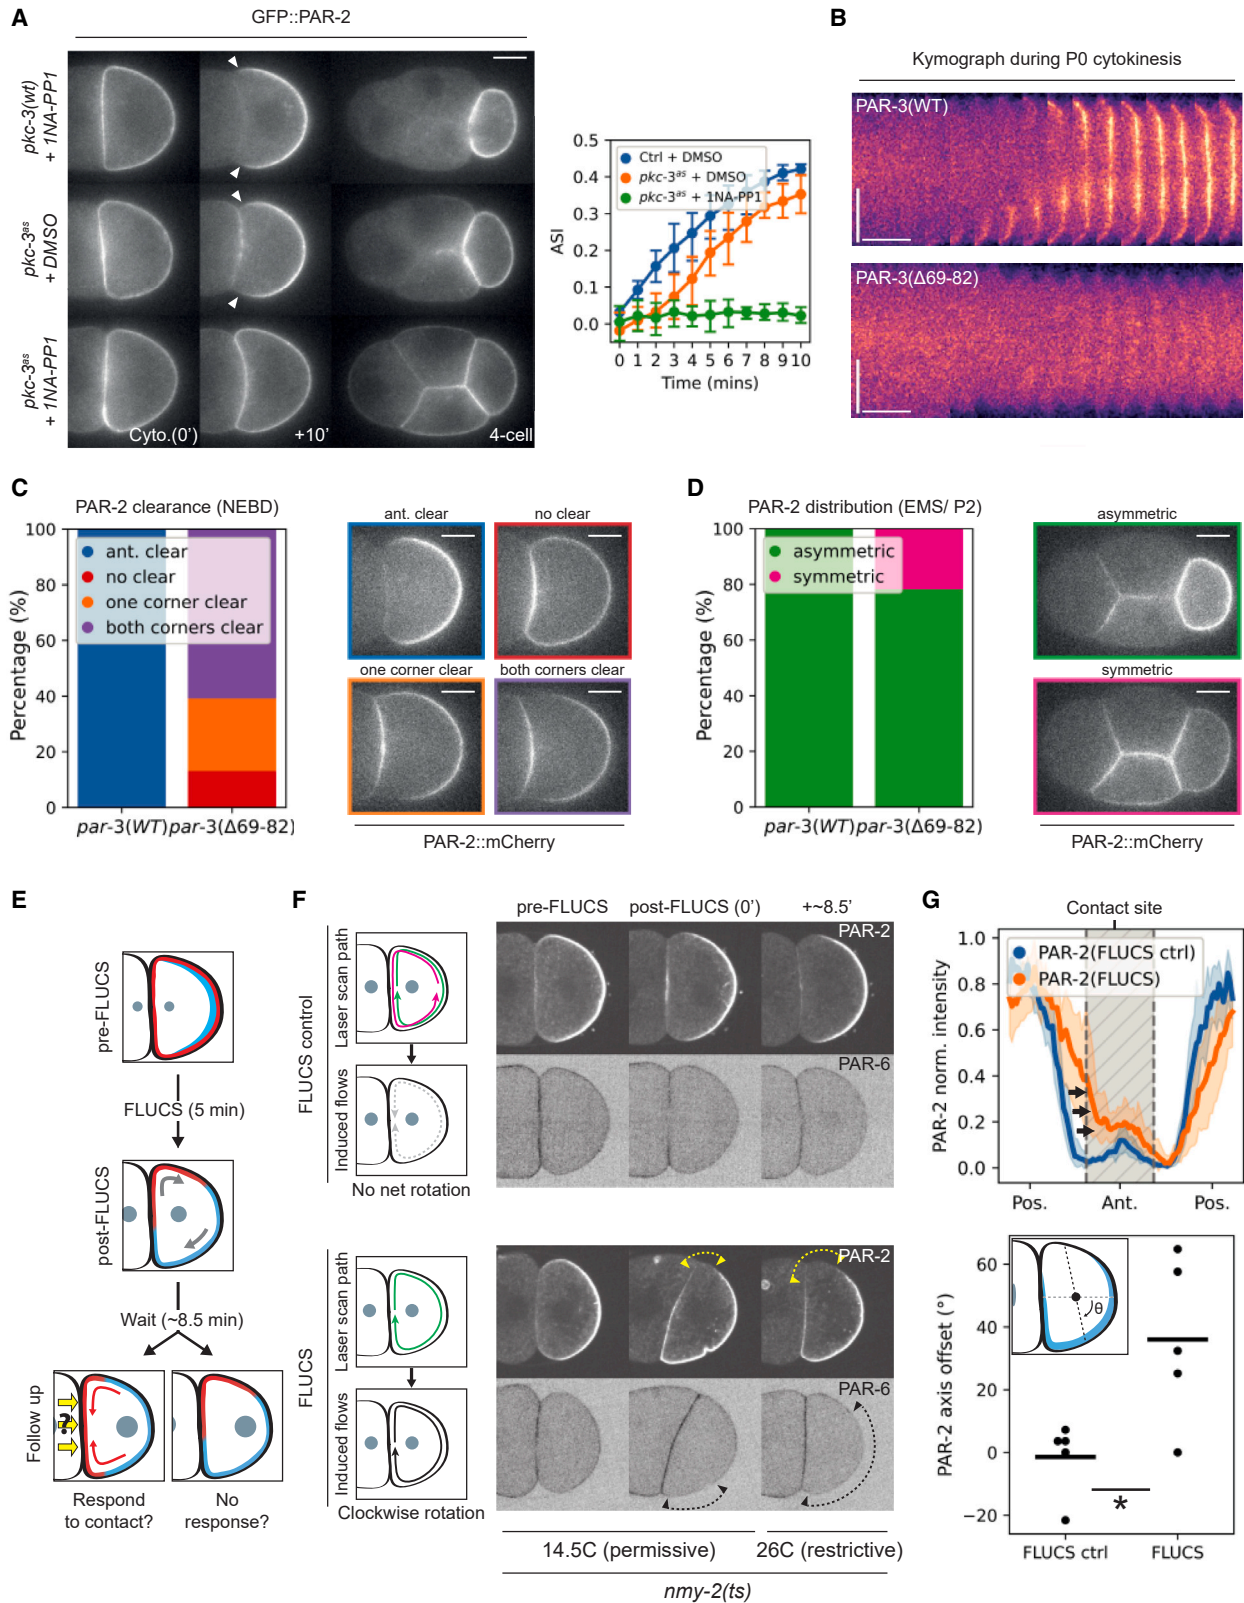 A
GFP::PAR-2
pkc-3(wt)
+ 1NA-PP1
pkc-3as
+ DMSO
pkc-3as
+ 1NA-PP1
Cyto.(0')
+10'
4-cell
0.5
0.4
0.3
0.2
0.1
0.0
ASI
Ctrl + DMSO
pkc-3as + DMSO
pkc-3as + 1NA-PP1
0 1 2 3 4 5 6 7 8 9 10
Time (mins)
B
Kymograph during P0 cytokinesis
PAR-3(WT)
PAR-3(Δ69-82)
C
PAR-2 clearance (NEBD)
Percentage (%)
100
80
60
40
20
0
ant. clear
no clear
one corner clear
both corners clear
par-3(WT)
par-3(Δ69-82)
ant. clear
no clear
one corner clear
both corners clear
PAR-2::mCherry
D
PAR-2 distribution (EMS/ P2)
Percentage (%)
100
80
60
40
20
0
asymmetric
symmetric
par-3(WT)
par-3(Δ69-82)
asymmetric
symmetric
PAR-2::mCherry
E
pre-FLUCS
FLUCS (5 min)
post-FLUCS
Wait (~8.5 min)
Follow up
?
Respond
to contact?
No
response?
F
FLUCS control
Laser scan path
Induced flows
No net rotation
pre-FLUCS
post-FLUCS (0')
+~8.5'
PAR-2
PAR-6
FLUCS
Laser scan path
Induced flows
Clockwise rotation
PAR-2
PAR-6
14.5C (permissive)
26C (restrictive)
nmy-2(ts)
G
Contact site
PAR-2 norm. intensity
1.0
0.8
0.6
0.4
0.2
0.0
PAR-2(FLUCS ctrl)
PAR-2(FLUCS)
Pos.
Ant.
Pos.
PAR-2 axis offset (°)
60
40
20
0
−20
θ
*
FLUCS ctrl
FLUCS